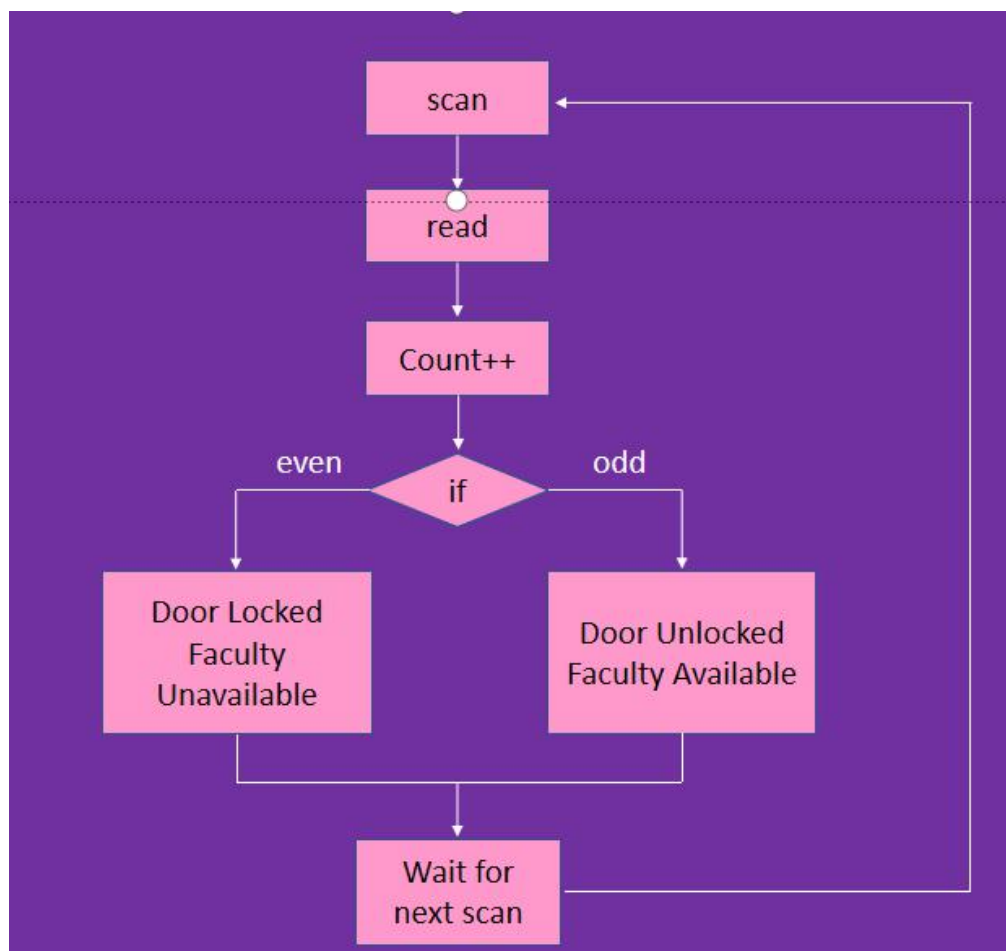 scan
read
Count++
even
if
odd
Door Locked
Faculty
Unavailable
Door Unlocked
Faculty Available
Wait for
next scan